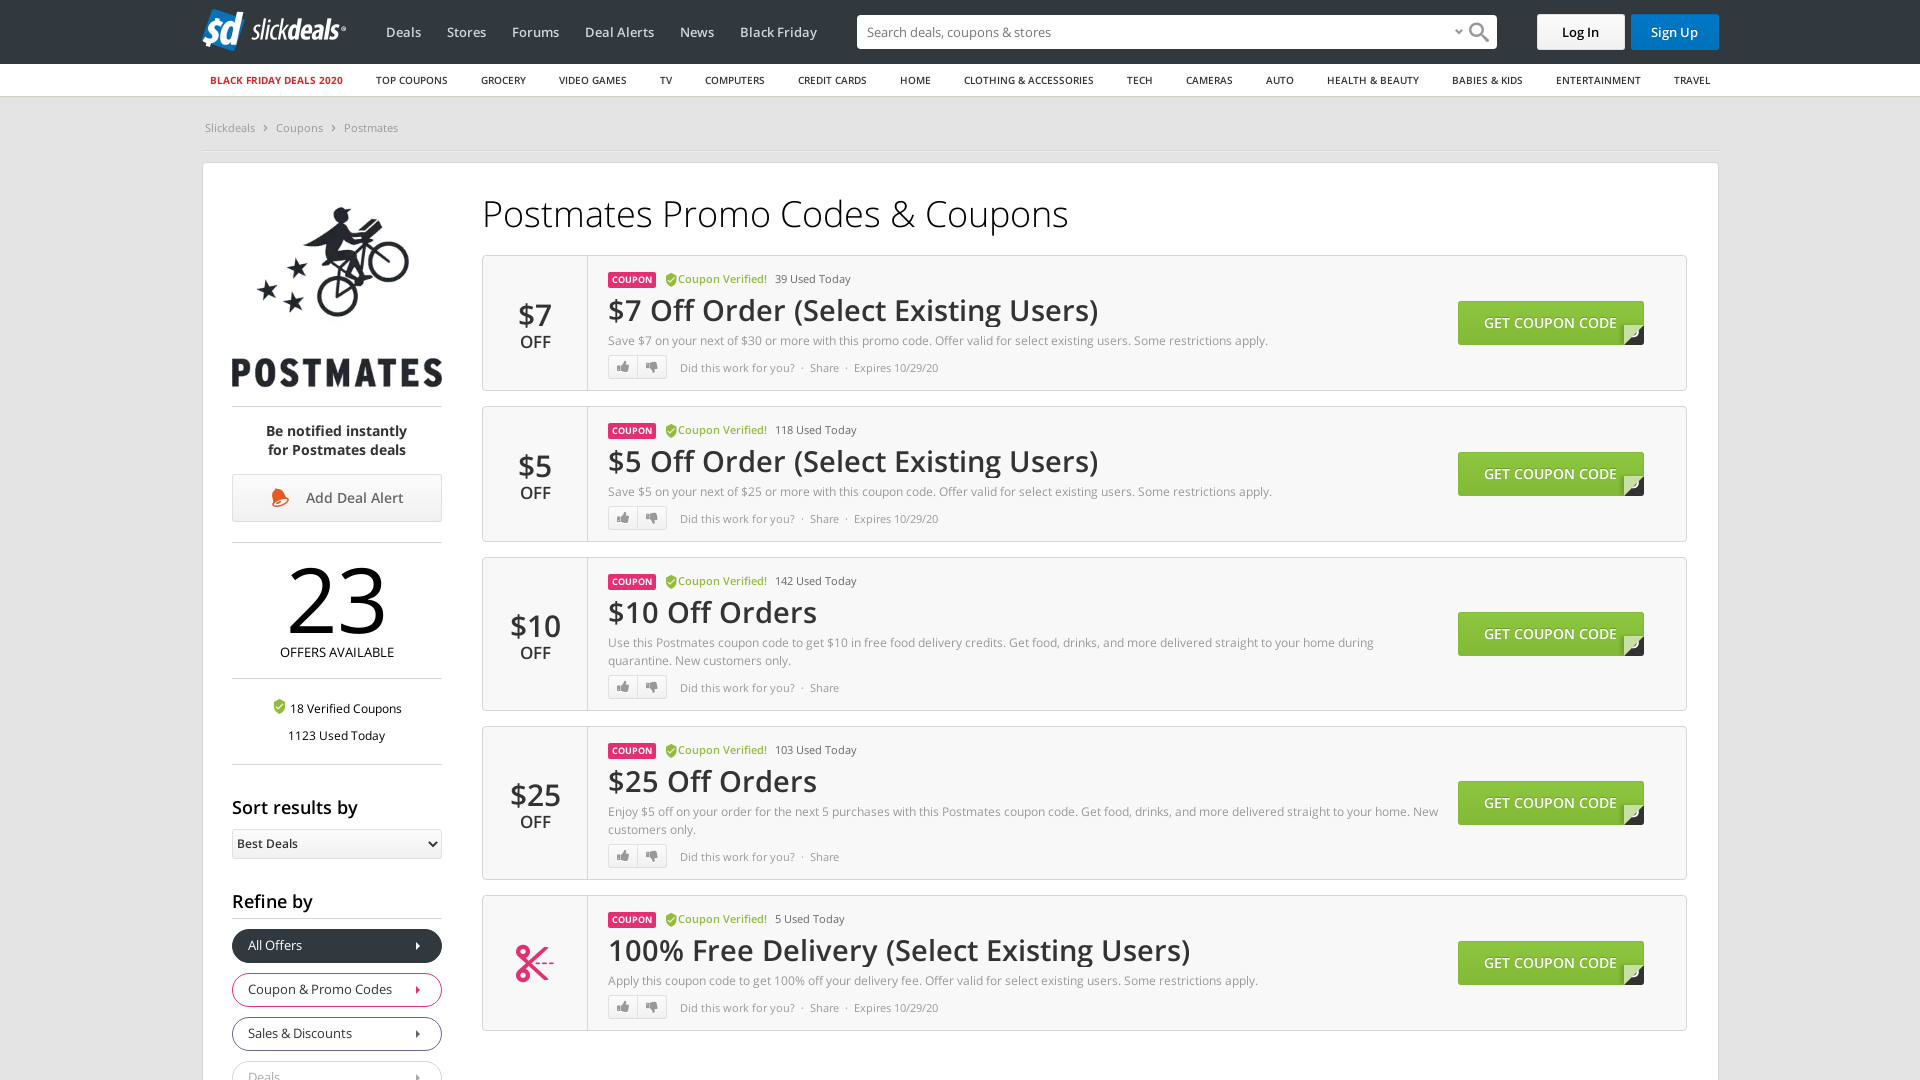 sd slickdeals
Deals Stores Forums Deal Alerts News Black Friday
Search deals, coupons & stores
Log In
Sign Up
BLACK FRIDAY DEALS 2020 TOP COUPONS GROCERY VIDEO GAMES TV COMPUTERS CREDIT CARDS HOME CLOTHING & ACCESSORIES TECH CAMERAS AUTO HEALTH & BEAUTY BABIES & KIDS ENTERTAINMENT TRAVEL
Slickdeals › Coupons › Postmates
POSTMATES
Be notified instantly
for Postmates deals
Add Deal Alert
23
OFFERS AVAILABLE
18 Verified Coupons
1123 Used Today
Sort results by
Best Deals
Refine by
All Offers
Coupon & Promo Codes
Sales & Discounts
Deals
Postmates Promo Codes & Coupons
$7
OFF
COUPON Coupon Verified! 39 Used Today
$7 Off Order (Select Existing Users)
Save $7 on your next of $30 or more with this promo code. Offer valid for select existing users. Some restrictions apply.
Did this work for you? · Share · Expires 10/29/20
GET COUPON CODE
$5
OFF
COUPON Coupon Verified! 118 Used Today
$5 Off Order (Select Existing Users)
Save $5 on your next of $25 or more with this coupon code. Offer valid for select existing users. Some restrictions apply.
Did this work for you? · Share · Expires 10/29/20
GET COUPON CODE
$10
OFF
COUPON Coupon Verified! 142 Used Today
$10 Off Orders
Use this Postmates coupon code to get $10 in free food delivery credits. Get food, drinks, and more delivered straight to your home during
quarantine. New customers only.
Did this work for you? · Share
GET COUPON CODE
$25
OFF
COUPON Coupon Verified! 103 Used Today
$25 Off Orders
Enjoy $5 off on your order for the next 5 purchases with this Postmates coupon code. Get food, drinks, and more delivered straight to your home. New
customers only.
Did this work for you? · Share
GET COUPON CODE
COUPON Coupon Verified! 5 Used Today
100% Free Delivery (Select Existing Users)
Apply this coupon code to get 100% off your delivery fee. Offer valid for select existing users. Some restrictions apply.
Did this work for you? · Share · Expires 10/29/20
GET COUPON CODE